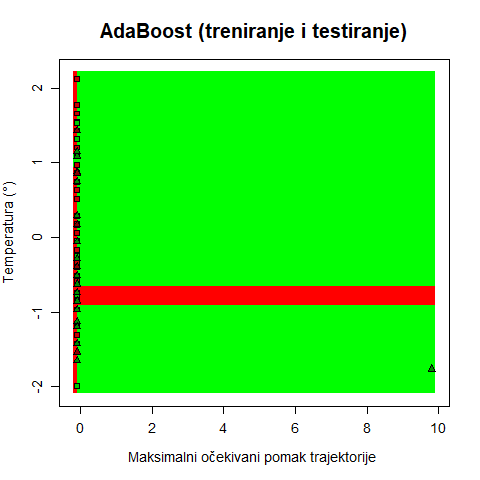 AdaBoost (treniranje i testiranje)
Temperatura (°)
2
1
0
-1
-2
0 2 4 6 8 10
Maksimalni očekivani pomak trajektorije